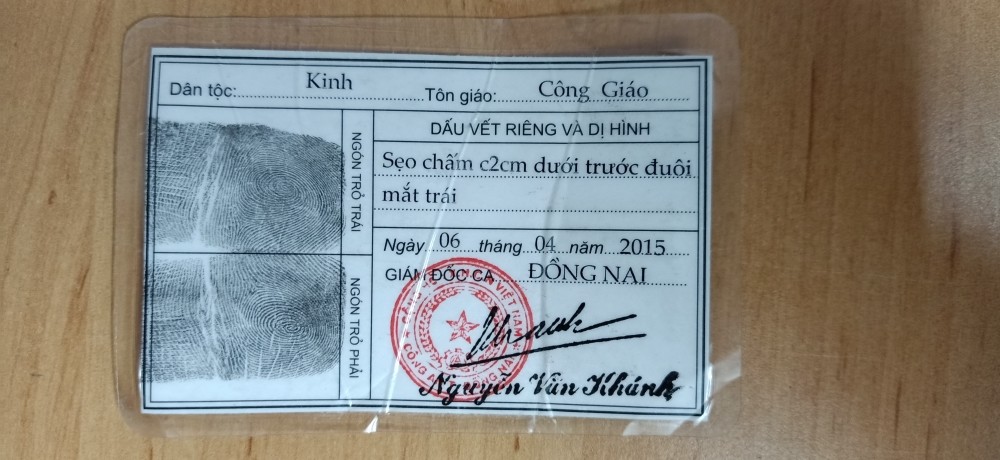 Dân tộc: Kinh Tôn giáo: Công Giáo
NGÓN TRỎ TRÁI
NGÓN TRỎ PHẢI
DẤU VẾT RIÊNG VÀ DỊ HÌNH
Sẹo chấm c2cm dưới trước đuôi
mắt trái
Ngày 06 tháng 04 năm 2015
GIÁM ĐỐC CA ĐỒNG NAI
Nguyễn Văn Khánh